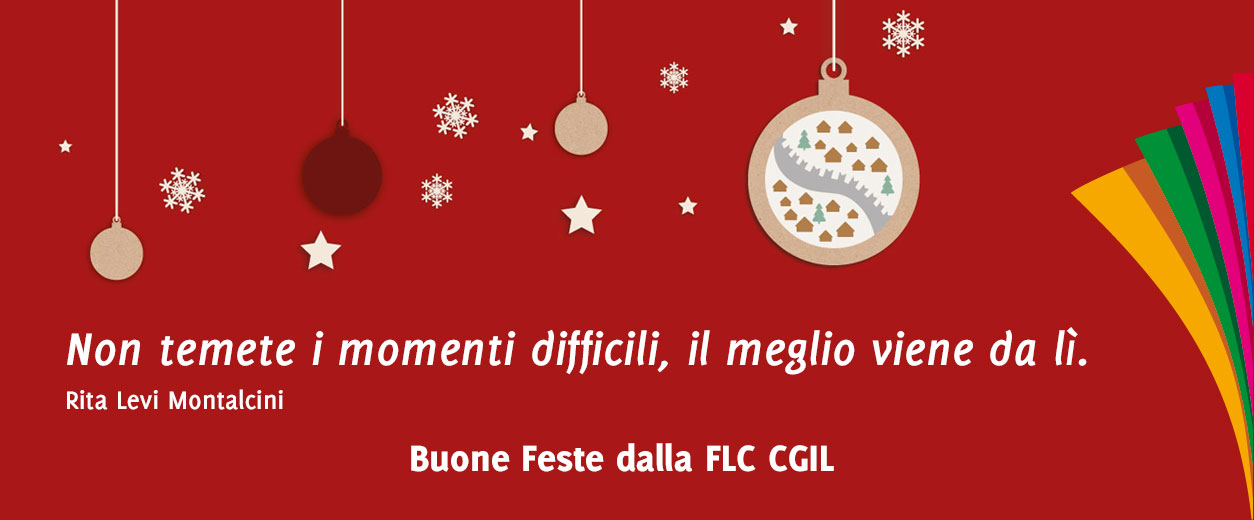 Non temete i momenti difficili, il meglio viene da lì.
Rita Levi Montalcini
Buone Feste dalla FLC CGIL